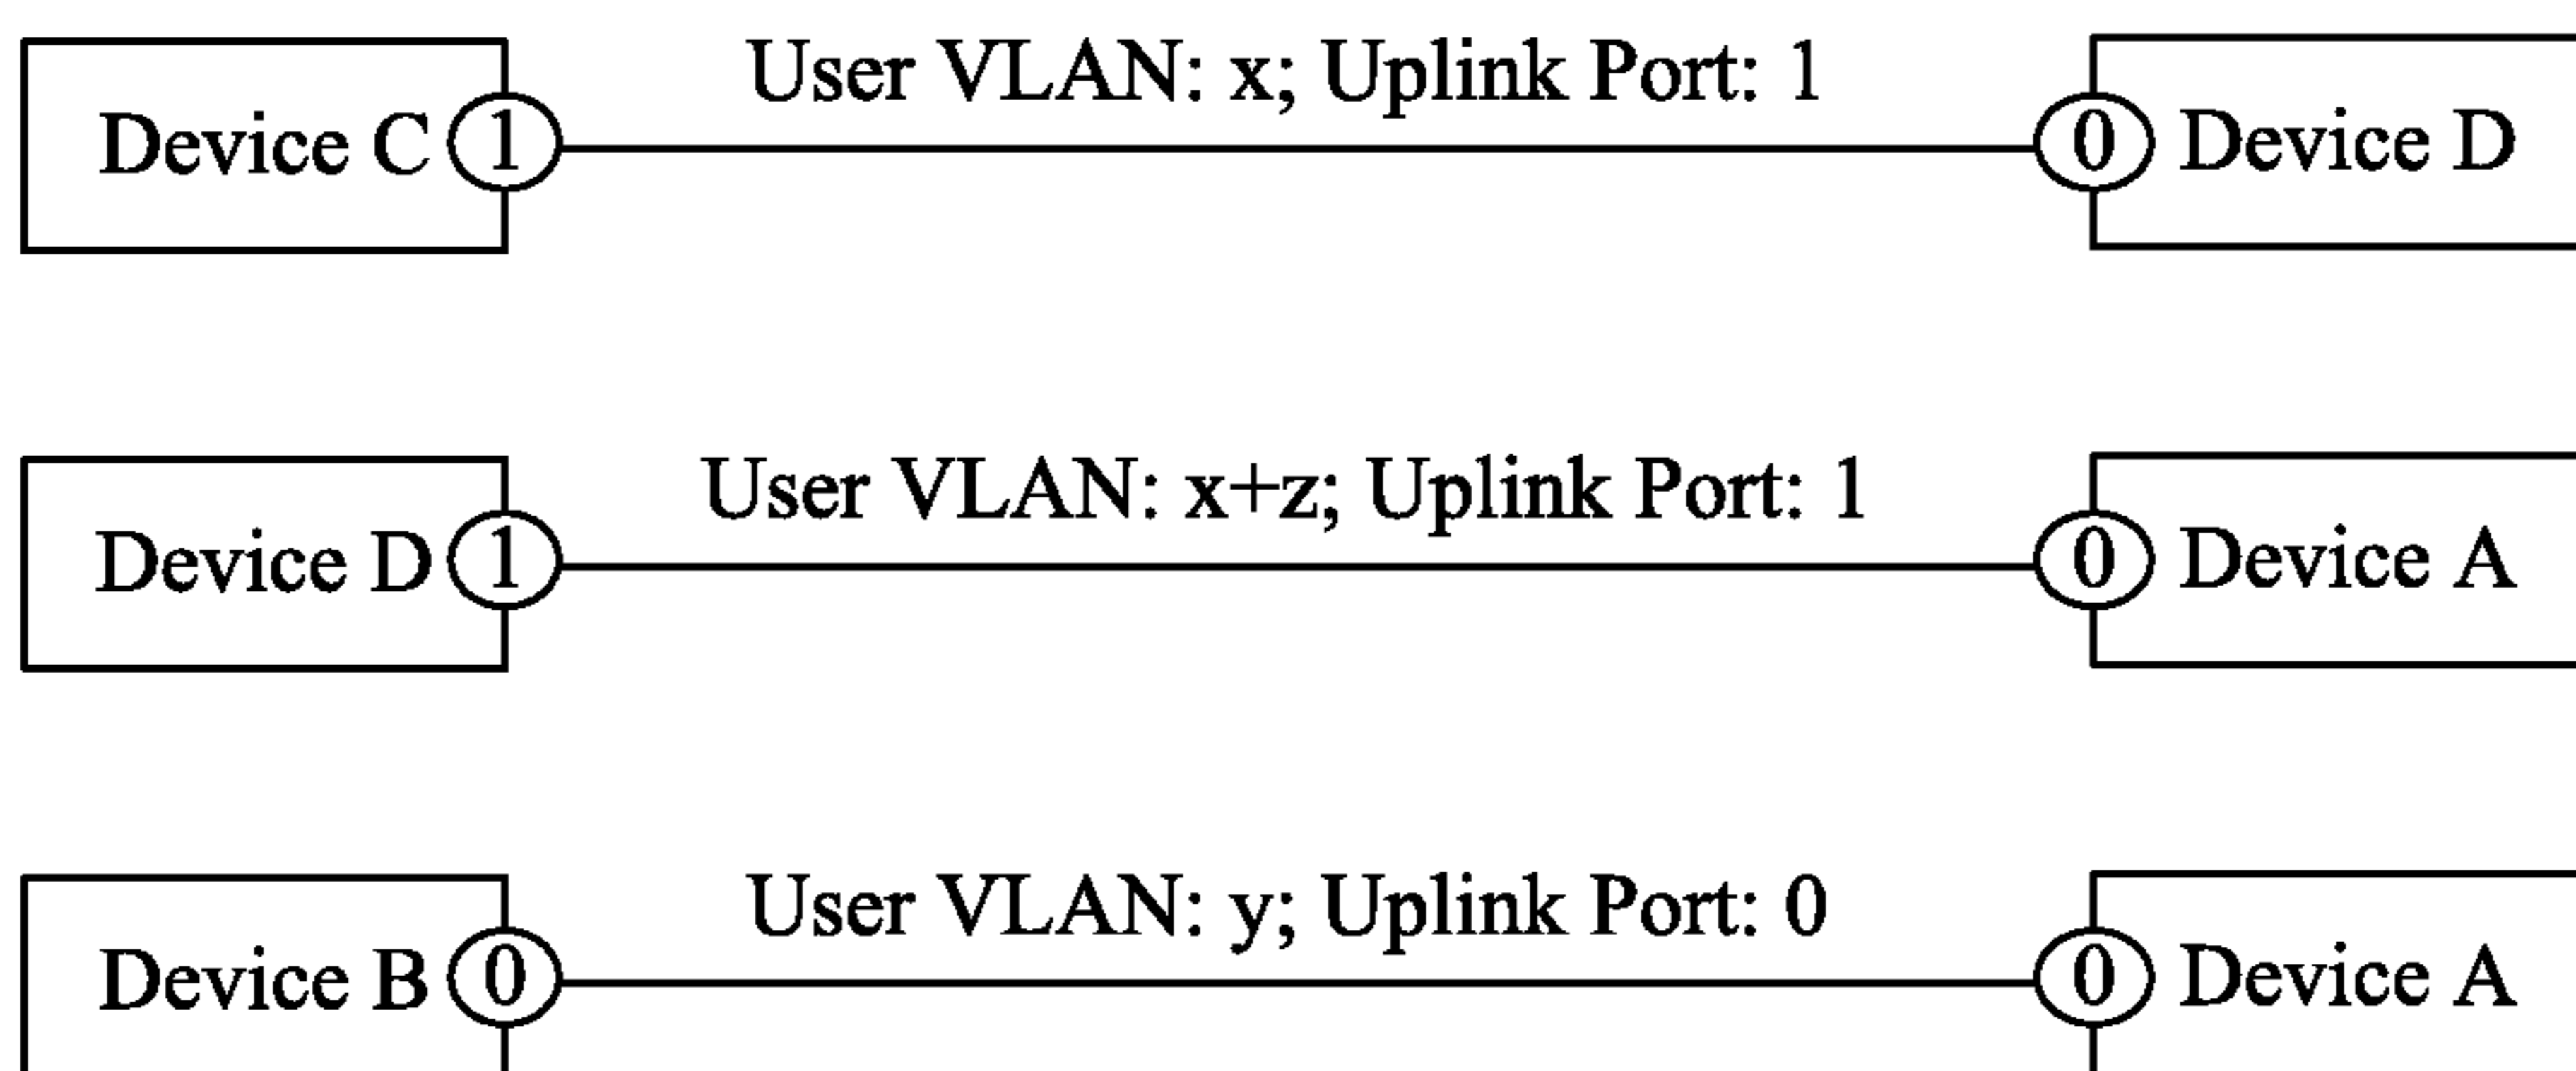 User VLAN: x; Uplink Port: 1
Device C 1 0 Device D
User VLAN: x+z; Uplink Port: 1
Device D 1 0 Device A
User VLAN: y; Uplink Port: 0
Device B 0 0 Device A